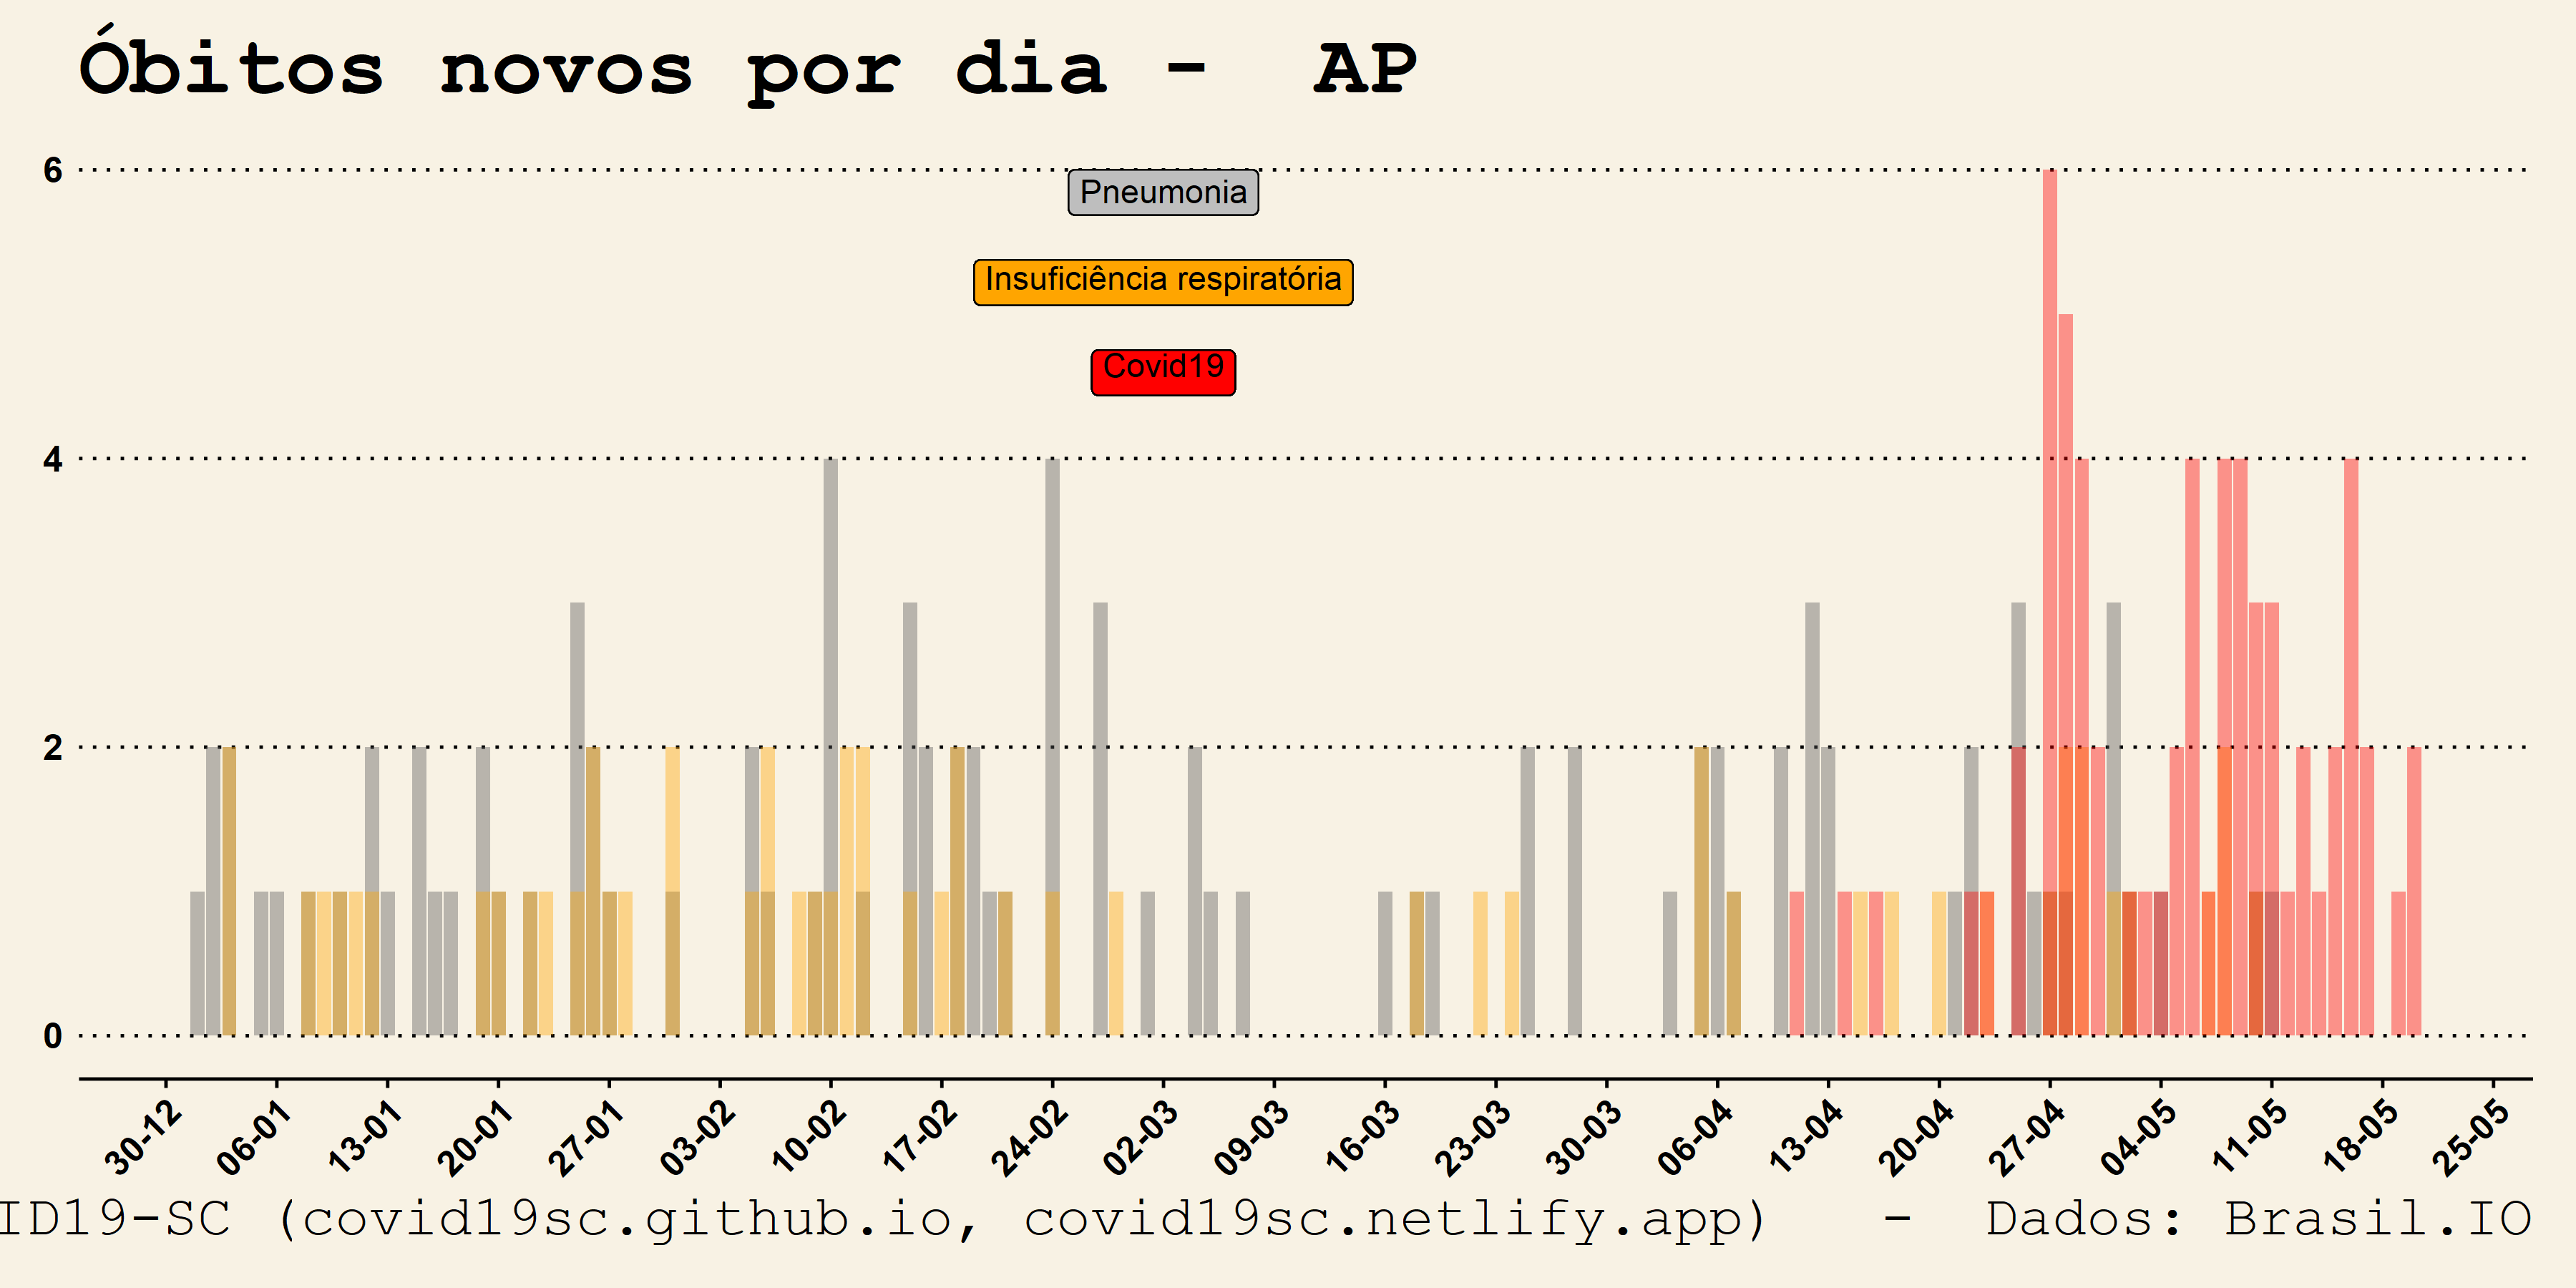 Óbitos novos por dia - AP
6
Pneumonia
Insuficiência respiratória
Covid19
4
2
0
30-12 06-01 13-01 20-01 27-01 03-02 10-02 17-02 24-02 02-03 09-03 16-03 23-03 30-03 06-04 13-04 20-04 27-04 04-05 11-05 18-05 25-05
ID19-SC (covid19sc.github.io, covid19sc.netlify.app) - Dados: Brasil.IO